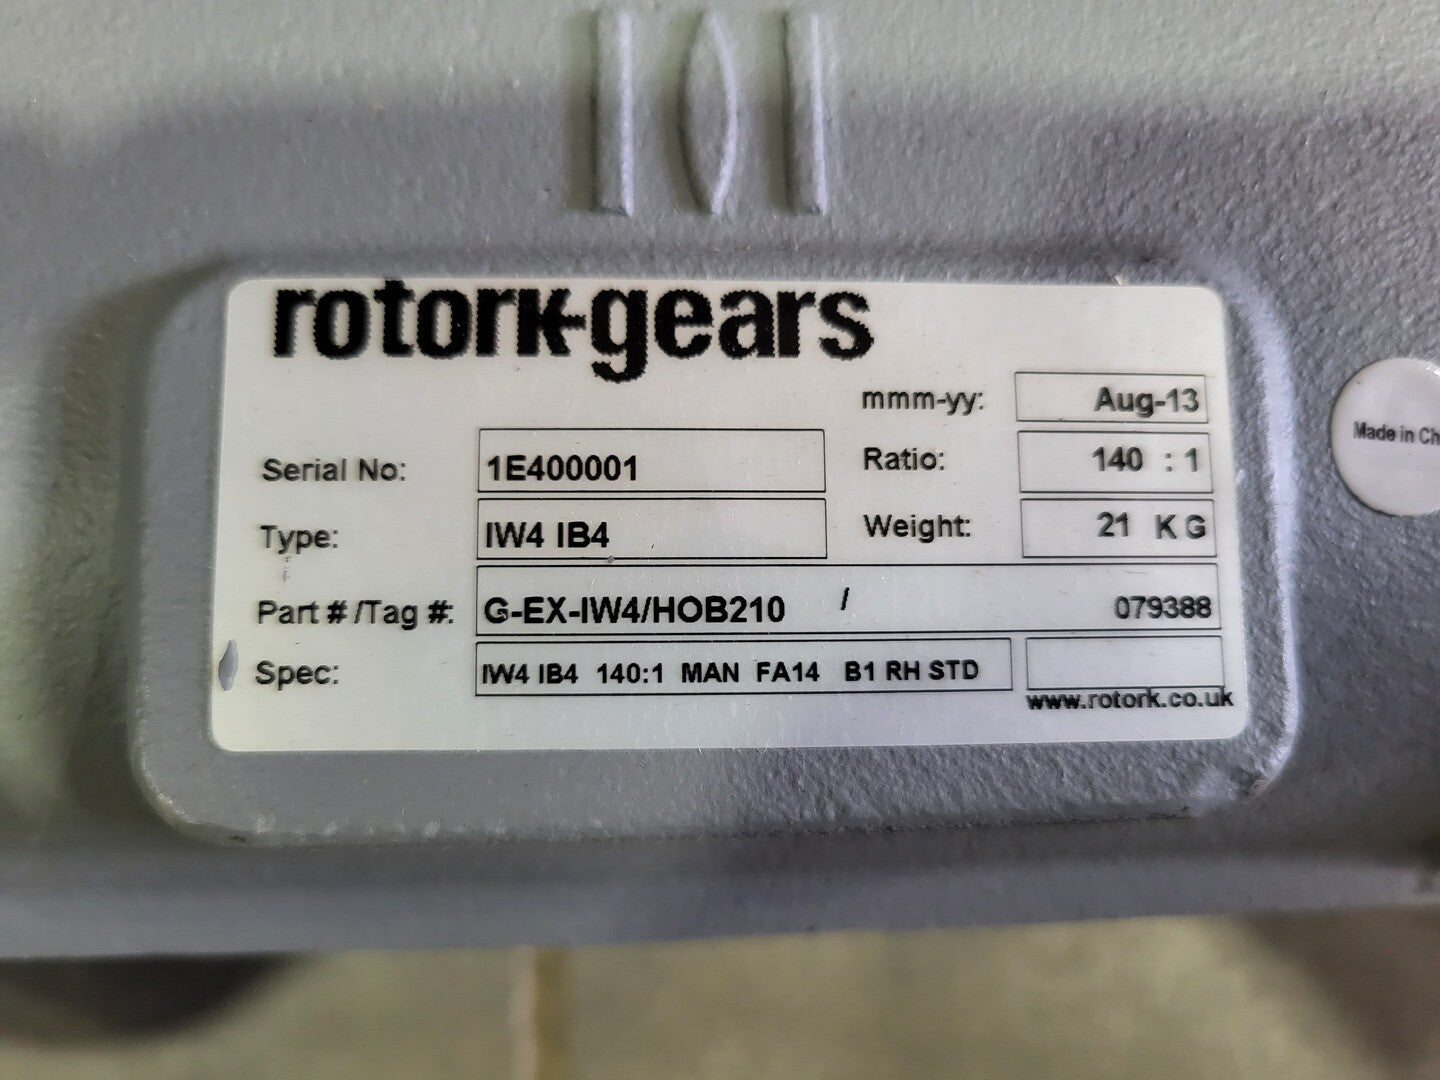 rotork gears
mmm-yy: Aug-13
Serial No: 1E400001
Ratio: 140 : 1
Type: IW4 IB4
Weight: 21 KG
Part # /Tag #: G-EX-IW4/HOB210 / 079388
Spec: IW4 IB4 140:1 MAN FA14 B1 RH STD
www.rotork.co.uk
Made in